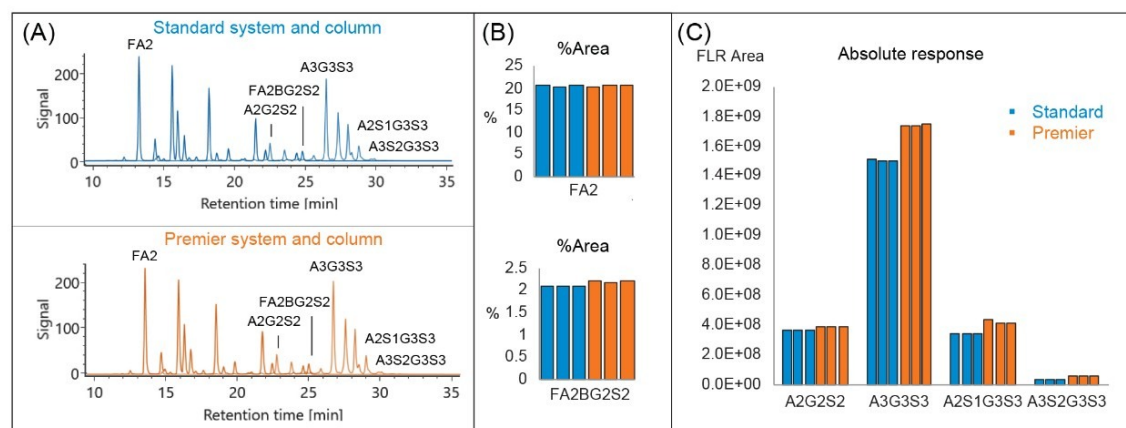 (A)
Standard system and column
Signal
200
100
0
FA2
FA2BG2S2
A2G2S2
A3G3S3
A2S1G3S3
A3S2G3S3
10 15 20 25 30 35
Retention time [min]
Premier system and column
Signal
200
100
0
FA2
FA2BG2S2
A2G2S2
A3G3S3
A2S1G3S3
A3S2G3S3
10 15 20 25 30 35
Retention time [min]
(B)
%Area
%
25
20
15
10
5
0
FA2
%Area
%
2.5
2
1.5
1
0.5
0
FA2BG2S2
(C)
FLR Area
Absolute response
2.0E+09
1.8E+09
1.6E+09
1.4E+09
1.2E+09
1.0E+09
8.0E+08
6.0E+08
4.0E+08
2.0E+08
0.0E+00
Standard
Premier
A2G2S2 A3G3S3 A2S1G3S3 A3S2G3S3